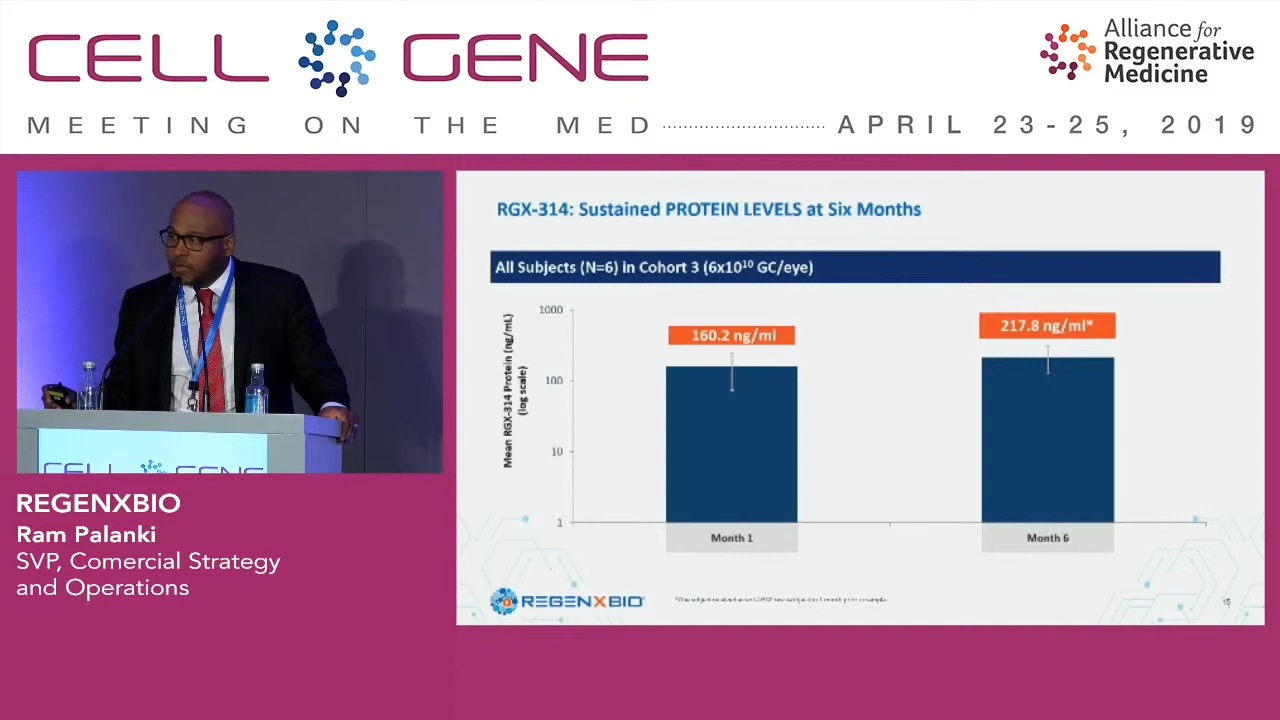 CELL GENE
MEETING ON THE MED
APRIL 23-25, 2019
Alliance for
Regenerative
Medicine
CELL GENE
REGENXBIO
Ram Palanki
SVP, Comercial Strategy
and Operations
RGX-314: Sustained PROTEIN LEVELS at Six Months
All Subjects (N=6) in Cohort 3 (6x10¹⁰ GC/eye)
Mean RGX-314 Protein (ng/mL)
(log scale)
1000
100
10
1
160.2 ng/ml
217.8 ng/ml*
Month 1
Month 6
REGENXBIO
15